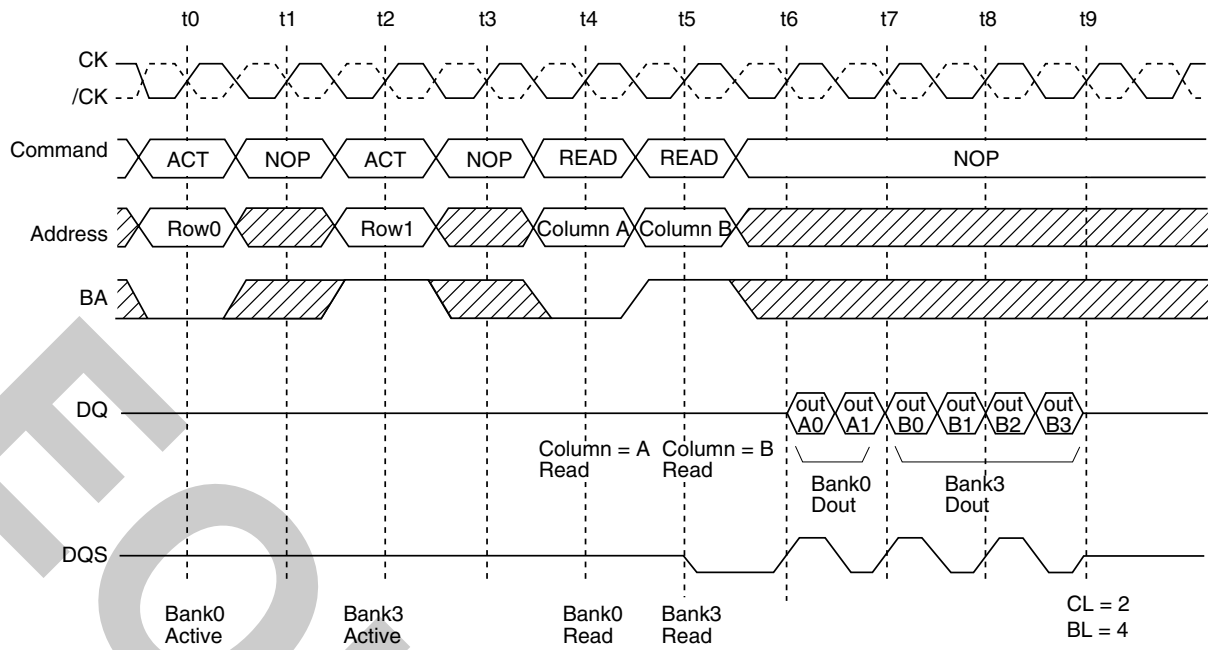 t0 t1 t2 t3 t4 t5 t6 t7 t8 t9
CK
/CK
Command ACT NOP ACT NOP READ READ NOP
Address Row0 Row1 Column A Column B
BA
DQ out A0 out A1 out B0 out B1 out B2 out B3
Column = A Column = B
Read Read
Bank0 Bank3
Dout Dout
DQS
Bank0 Bank3 Bank0 Bank3
Active Active Read Read
CL = 2
BL = 4